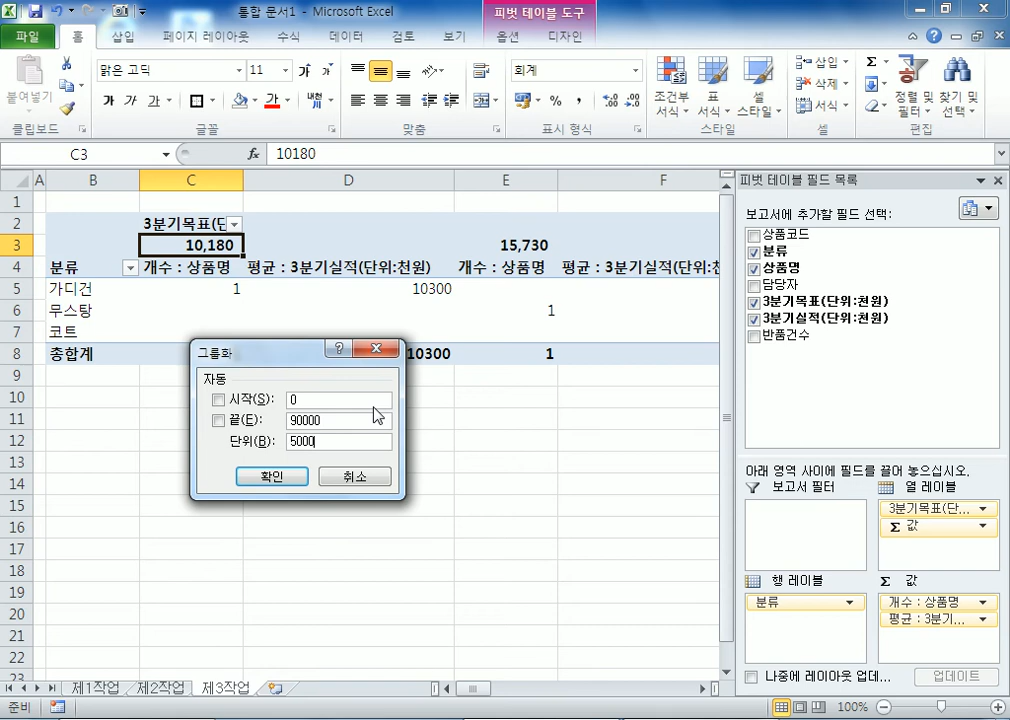 통합 문서1 - Microsoft Excel
피벗 테이블 도구
파일 홈 삽입 페이지 레이아웃 수식 데이터 검토 보기 옵션 디자인
붙여넣기
맑은 고딕 11
가 가 가
내천
회계
조건부 서식
표 서식
셀 스타일
삽입
삭제
서식
정렬 및 필터
찾기 및 선택
클립보드 글꼴 맞춤 표시 형식 스타일 셀 편집
C3 fx 10180
A B C D E F
1
2 3분기목표(단
3 10,180 15,730
4 분류 개수 : 상품명 평균 : 3분기실적(단위:천원) 개수 : 상품명 평균 : 3분기실적(단위:천
5 가디건 1 10300
6 무스탕 1
7 코트
8 총합계 10300 1
9
10
11
12
13
14
15
16
17
18
19
20
21
22
23
그룹화
자동
시작(S): 0
끝(E): 90000
단위(B): 5000
확인 취소
피벗 테이블 필드 목록
보고서에 추가할 필드 선택:
상품코드
분류
상품명
담당자
3분기목표(단위:천원)
3분기실적(단위:천원)
반품건수
아래 영역 사이에 필드를 끌어 놓으십시오.
보고서 필터 열 레이블
3분기목표(단...
Σ 값
행 레이블 Σ 값
분류 개수 : 상품명
평균 : 3분기...
나중에 레이아웃 업데... 업데이트
제1작업 제2작업 제3작업
준비 100%